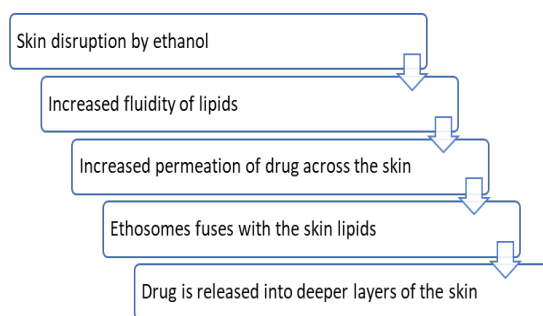 Skin disruption by ethanol
Increased fluidity of lipids
Increased permeation of drug across the skin
Ethosomes fuses with the skin lipids
Drug is released into deeper layers of the skin